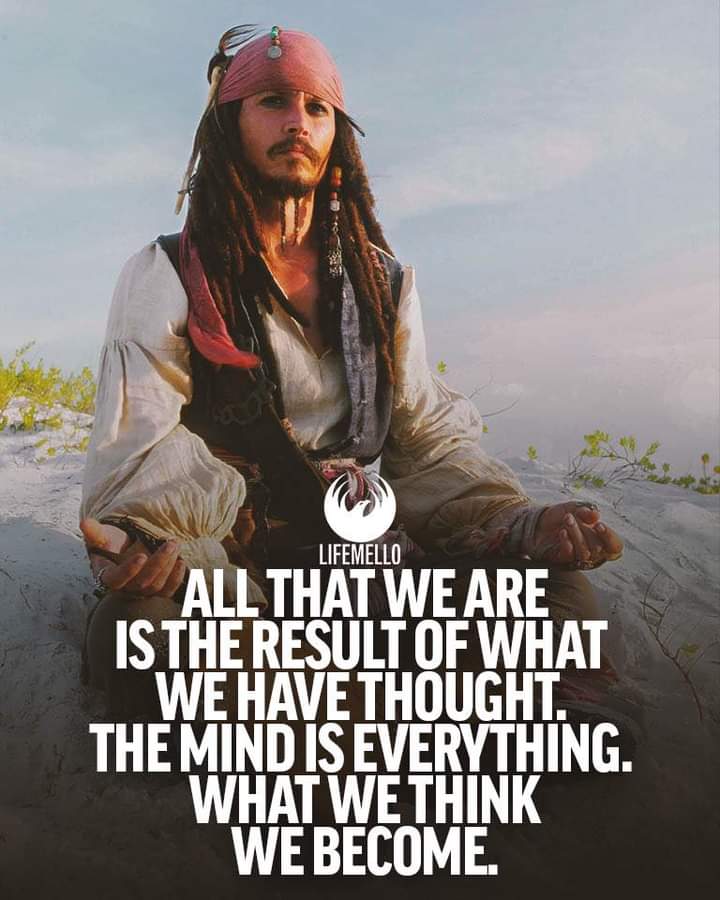 LIFEMELLO
ALL THAT WE ARE
IS THE RESULT OF WHAT
WE HAVE THOUGHT.
THE MIND IS EVERYTHING.
WHAT WE THINK
WE BECOME.